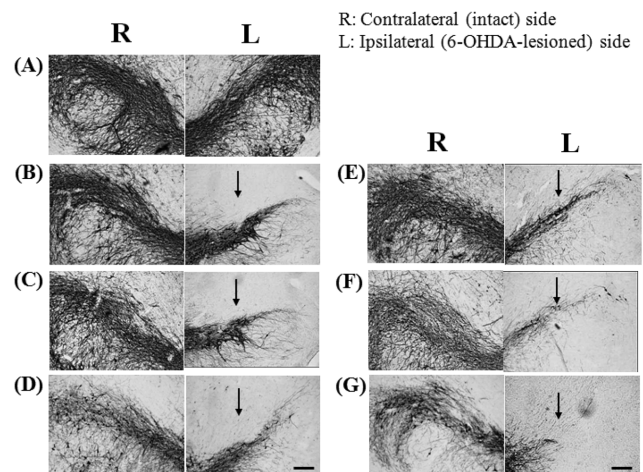 R: Contralateral (intact) side
L: Ipsilateral (6-OHDA-lesioned) side
R L
(A)
(B)
(C)
(D)
R L
(E)
(F)
(G)